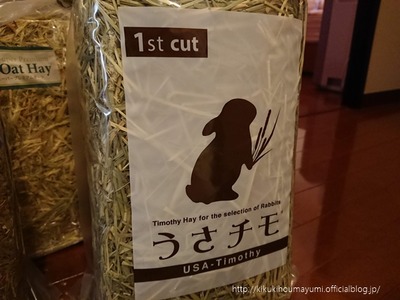 Oat Hay
1st cut
Timothy Hay for the selection of Rabbits
うさチモ
USA-Timothy
http://kikukihoumayumi.officialblog.jp/